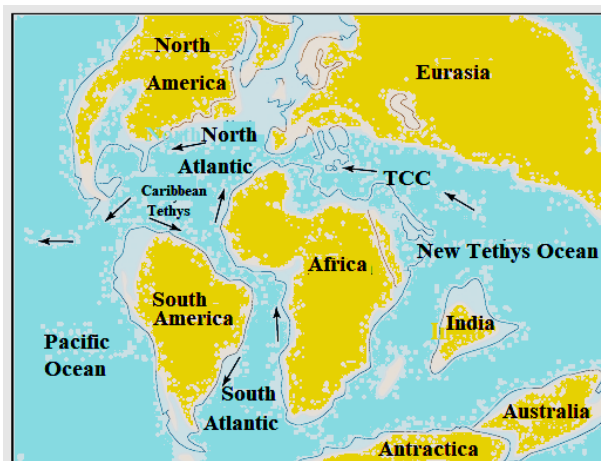 North
America
Eurasia
North
Atlantic
TCC
Caribbean
Tethys
New Tethys Ocean
Africa
South
America
India
Pacific
Ocean
South
Atlantic
Australia
Antractica